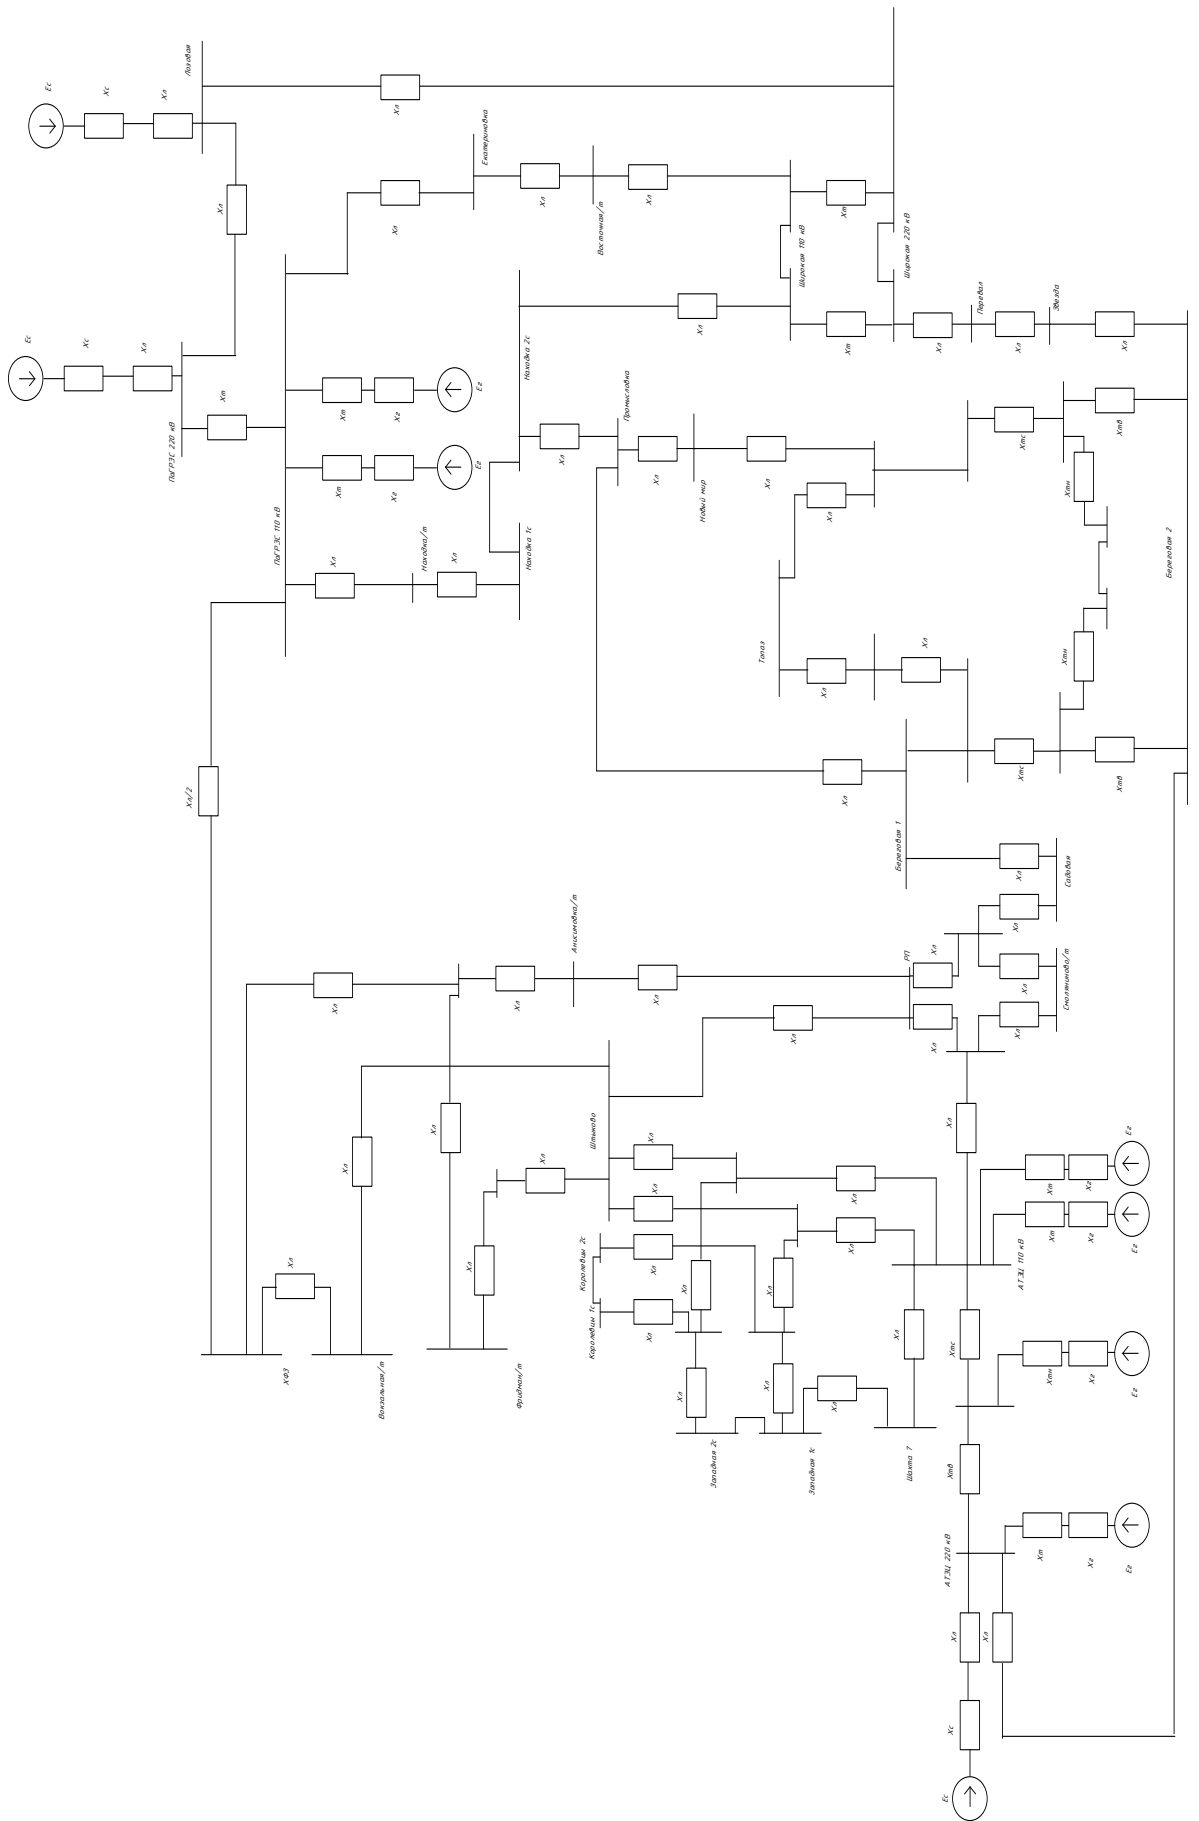 Ес
Хс
Хл
Лозовая
Хл
Хл
Ес
Хс
Хл
ПаГРЭС 220 кВ
Хт
ПаГРЭС 110 кВ
Хл
Екатериновка
Хл
Восточная/т
Хл
Широкая 110 кВ
Хт
Широкая 220 кВ
Хт
Хг
Ег
Хт
Хг
Ег
Хл
Находка/т
Хл
Находка 1с
Находка 2с
Хл
Хл
Промысловка
Хл
Новый мир
Хл
Хт
Хл
Перевал
Хл
Звезда
Хл
Хл
Топаз
Хл
Хл
Хтс
Хтн
Хтв
Хтн
Хтс
Хтв
Береговая 2
Хл/2
Хл
Береговая 1
Хл
Садовая
Хл
Хл
Смоляниново/т
Хл
Хл
РП
Хл
Хл
Анисимовка/т
Хл
Хл
Хл
Хл
Хл
Хл
Штыково
Хл
Хл
Хл
Хл
Хл
Хл
ХФЗ
Вокзальная/т
Хл
Фридман/т
Королевцы 2с
Хл
Королевцы 1с
Хл
Хл
Хл
Хл
Хл
Западная 2с
Западная 1с
Хл
Шахта 7
Хл
Хл
АТЭЦ 110 кВ
Хт
Хг
Ег
Хт
Хг
Ег
Хтс
Хтн
Хг
Ег
Хтв
АТЭЦ 220 кВ
Хт
Хг
Ег
Хл
Хл
Хс
Ес